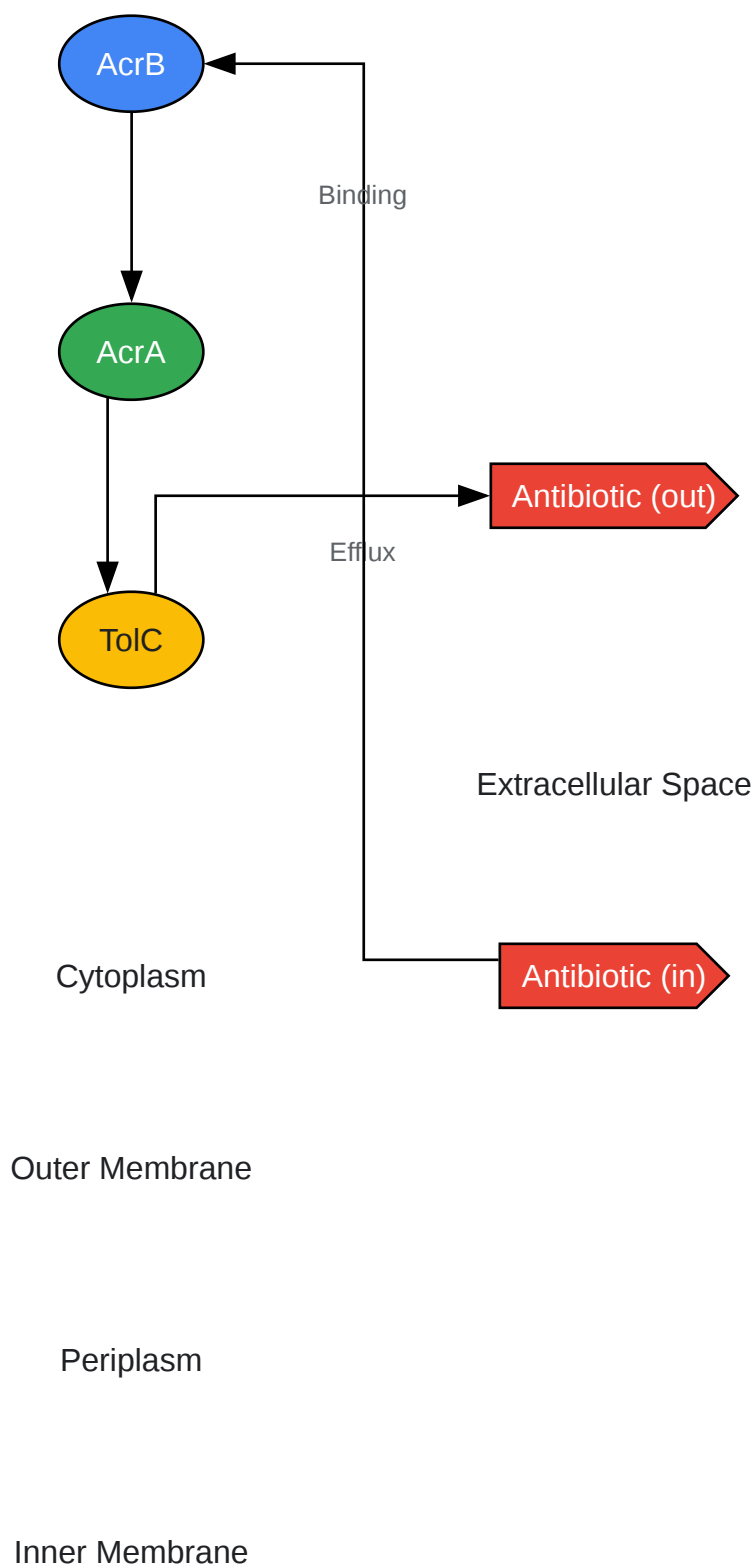 AcrB
Binding
AcrA
Antibiotic (out)
Efflux
TolC
Extracellular Space
Cytoplasm
Antibiotic (in)
Outer Membrane
Periplasm
Inner Membrane